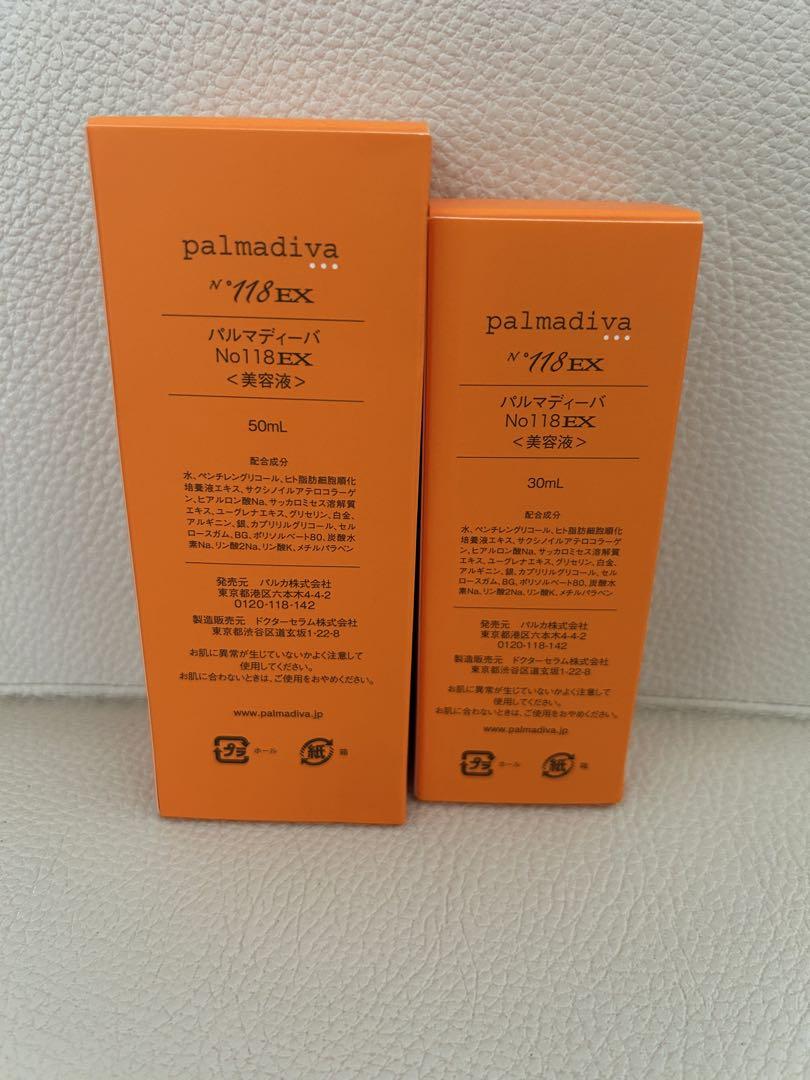 palmadiva
N°118EX
パルマディーバ
No118EX
<美容液>
50mL
配合成分
水、ペンチレングリコール、ヒト脂肪細胞順化
培養液エキス、サクシノイルアテロコラーゲ
ン、ヒアルロン酸Na、サッカロミセス溶解質
エキス、ユーグレナエキス、グリセリン、白金、
アルギニン、銀、カプリリルグリコール、セル
ロースガム、BG、ポリソルベート80、炭酸水
素Na、リン酸2Na、リン酸K、メチルパラベン
発売元 パルカ株式会社
東京都港区六本木4-4-2
0120-118-142
製造販売元 ドクターセラム株式会社
東京都渋谷区道玄坂1-22-8
お肌に異常が生じていないかよく注意して
使用してください。
お肌に合わないときは、ご使用をおやめください。
www.palmadiva.jp
プラ ホール 紙 箱
palmadiva
N°118EX
パルマディーバ
No118EX
<美容液>
30mL
配合成分
水、ペンチレングリコール、ヒト脂肪細胞順化
培養液エキス、サクシノイルアテロコラーゲ
ン、ヒアルロン酸Na、サッカロミセス溶解質
エキス、ユーグレナエキス、グリセリン、白金、
アルギニン、銀、カプリリルグリコール、セル
ロースガム、BG、ポリソルベート80、炭酸水
素Na、リン酸2Na、リン酸K、メチルパラベン
発売元 パルカ株式会社
東京都港区六本木4-4-2
0120-118-142
製造販売元 ドクターセラム株式会社
東京都渋谷区道玄坂1-22-8
お肌に異常が生じていないかよく注意して
使用してください。
お肌に合わないときは、ご使用をおやめください。
www.palmadiva.jp
プラ ホール 紙 箱